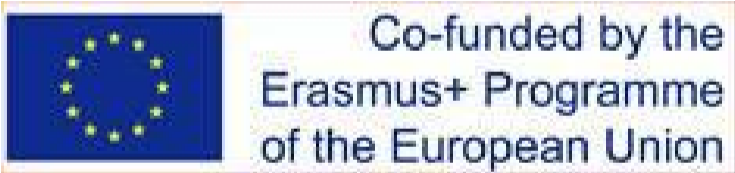 Co-funded by the
Erasmus+ Programme
of the European Union